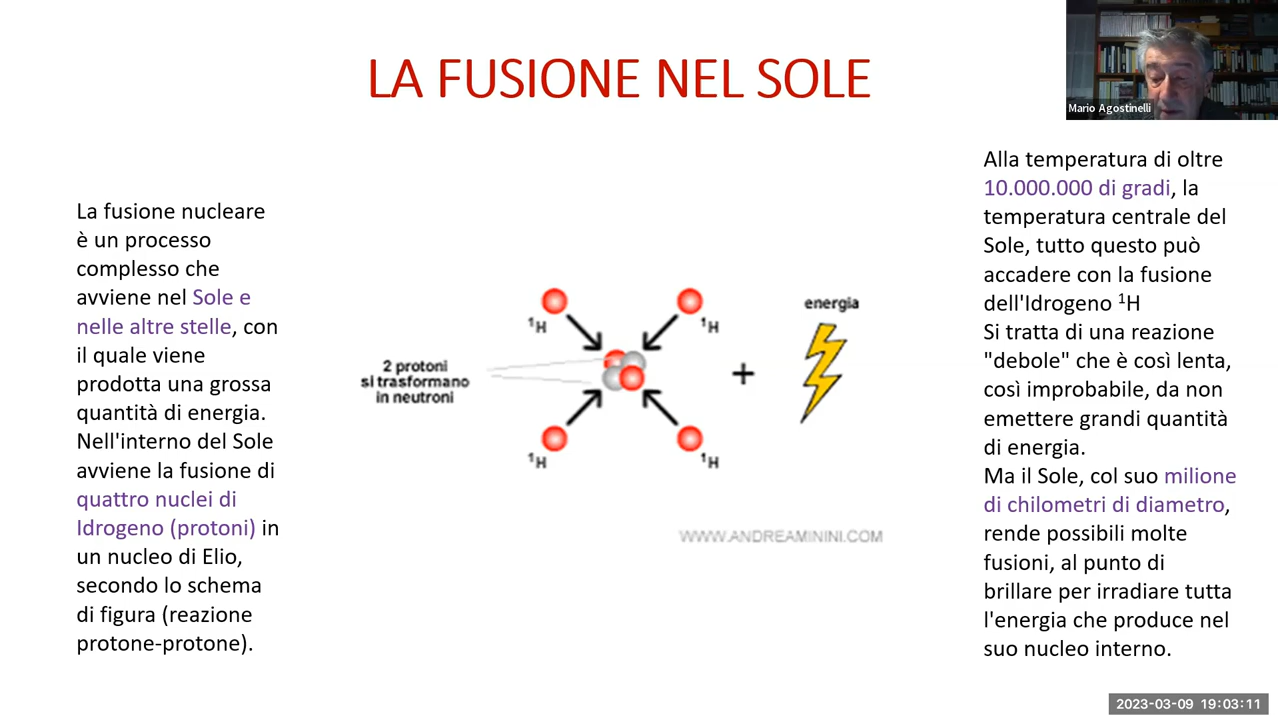 LA FUSIONE NEL SOLE
Mario Agostinelli
La fusione nucleare
è un processo
complesso che
avviene nel Sole e
nelle altre stelle, con
il quale viene
prodotta una grossa
quantità di energia.
Nell'interno del Sole
avviene la fusione di
quattro nuclei di
Idrogeno (protoni) in
un nucleo di Elio,
secondo lo schema
di figura (reazione
protone-protone).
¹H
¹H
energia
2 protoni
si trasformano
in neutroni
+
¹H
¹H
WWW.ANDREAMININI.COM
Alla temperatura di oltre
10.000.000 di gradi, la
temperatura centrale del
Sole, tutto questo può
accadere con la fusione
dell'Idrogeno ¹H
Si tratta di una reazione
"debole" che è così lenta,
così improbabile, da non
emettere grandi quantità
di energia.
Ma il Sole, col suo milione
di chilometri di diametro,
rende possibili molte
fusioni, al punto di
brillare per irradiare tutta
l'energia che produce nel
suo nucleo interno.
2023-03-09 19:03:11